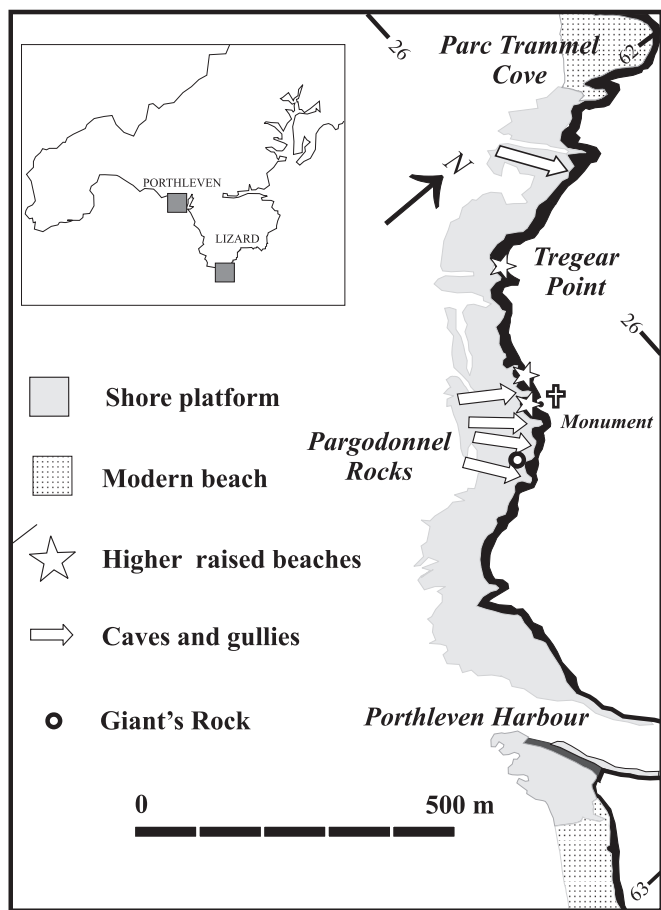 26
Parc Trammel
Cove
62
N
PORTHLEVEN
LIZARD
Tregear
Point
26
Shore platform
Monument
Pargodonnel
Rocks
Modern beach
Higher raised beaches
Caves and gullies
Giant's Rock
Porthleven Harbour
0 500 m
63